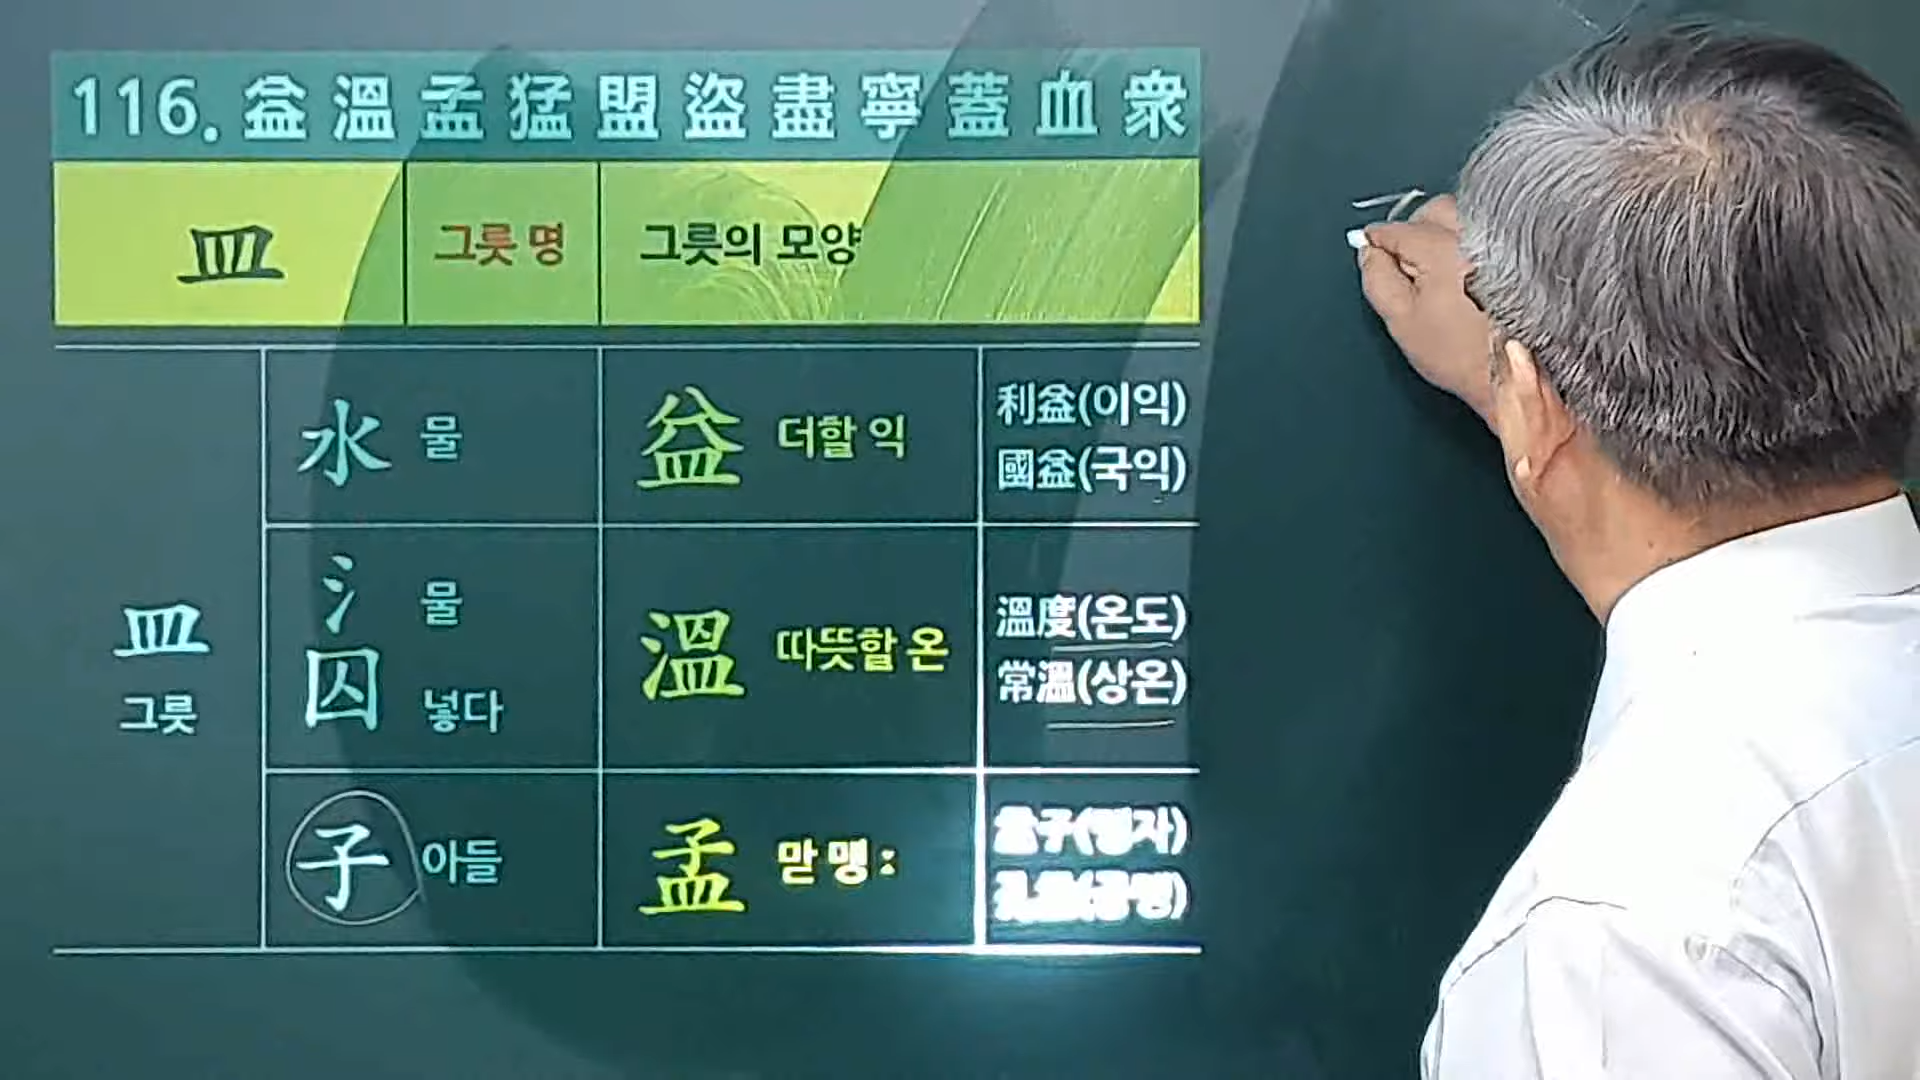 116. 益 溫 孟 猛 盟 盜 盡 寧 蓋 血 衆
皿 그릇 명 그릇의 모양
皿 그릇
水 물 益 더할 익 利益(이익)
國益(국익)
氵 물
囚 넣다
溫 따뜻할 온 溫度(온도)
常溫(상온)
子 아들 孟 맏 맹 :